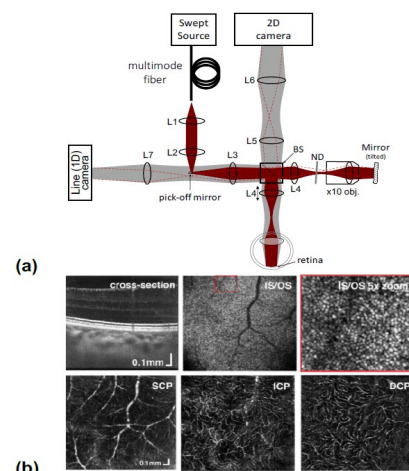 Swept
Source
2D
camera
multimode
fiber
L6
L1
L5
BS
ND
Mirror
(tilted)
L2
L7
L3
L4
Line (1D)
camera
L4
x10 obj.
pick-off mirror
retina
(a)
cross-section
IS/OS
IS/OS 5x zoom
0.1mm
SCP
ICP
DCP
0.1mm
(b)